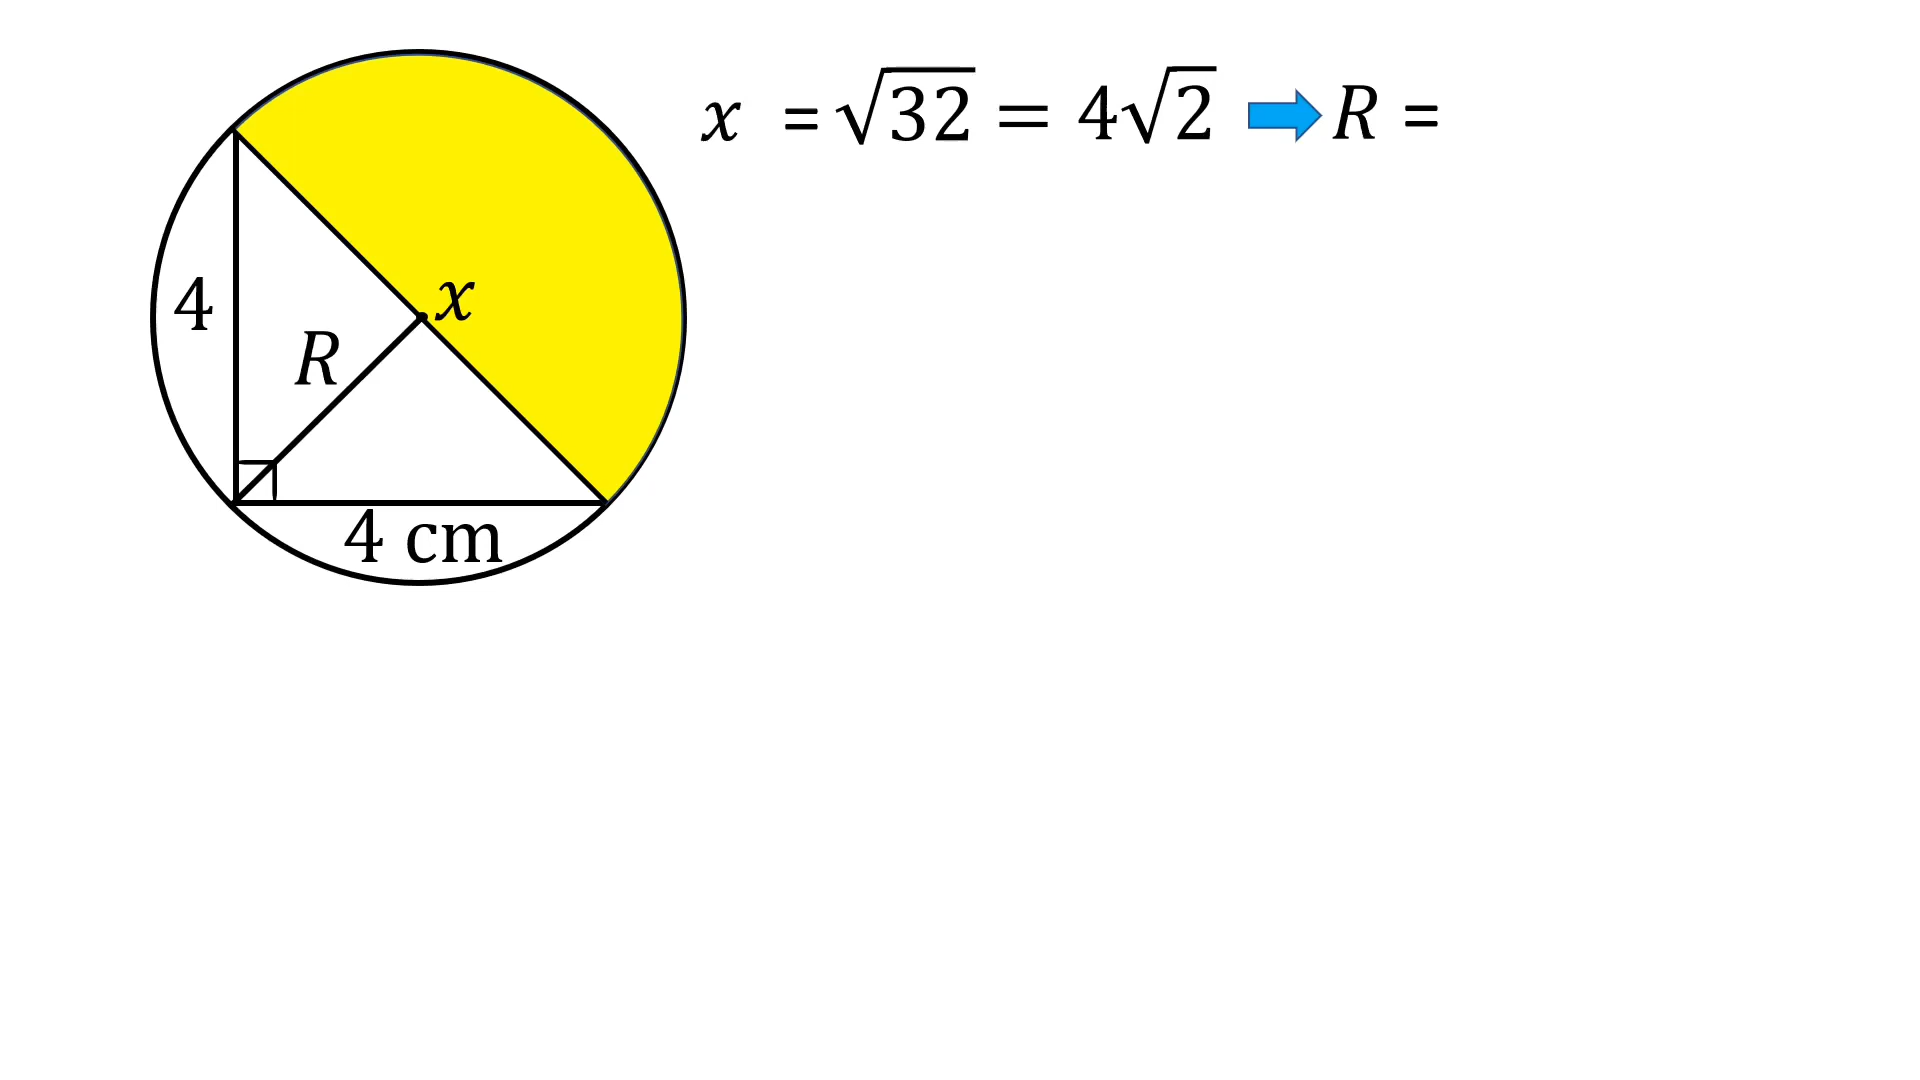 x = √32 = 4√2 R =
4
x
R
4 cm